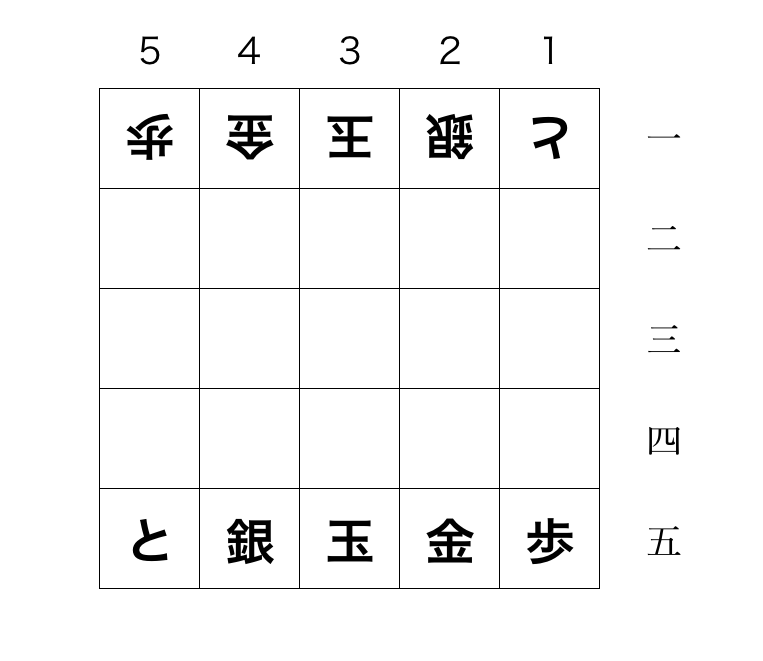 5 4 3 2 1
歩 金 玉 銀 と 一
二
三
四
と 銀 玉 金 歩 五